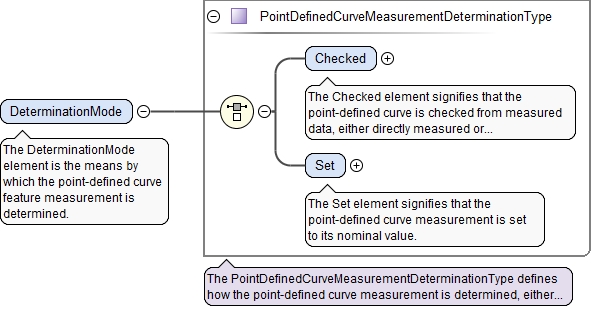 PointDefinedCurveMeasurementDeterminationType
Checked
The Checked element signifies that the
point-defined curve is checked from measured
data, either directly measured or...
DeterminationMode
The DeterminationMode
element is the means by
which the point-defined curve
feature measurement is
determined.
Set
The Set element signifies that the
point-defined curve measurement is set
to its nominal value.
The PointDefinedCurveMeasurementDeterminationType defines
how the point-defined curve measurement is determined, either...